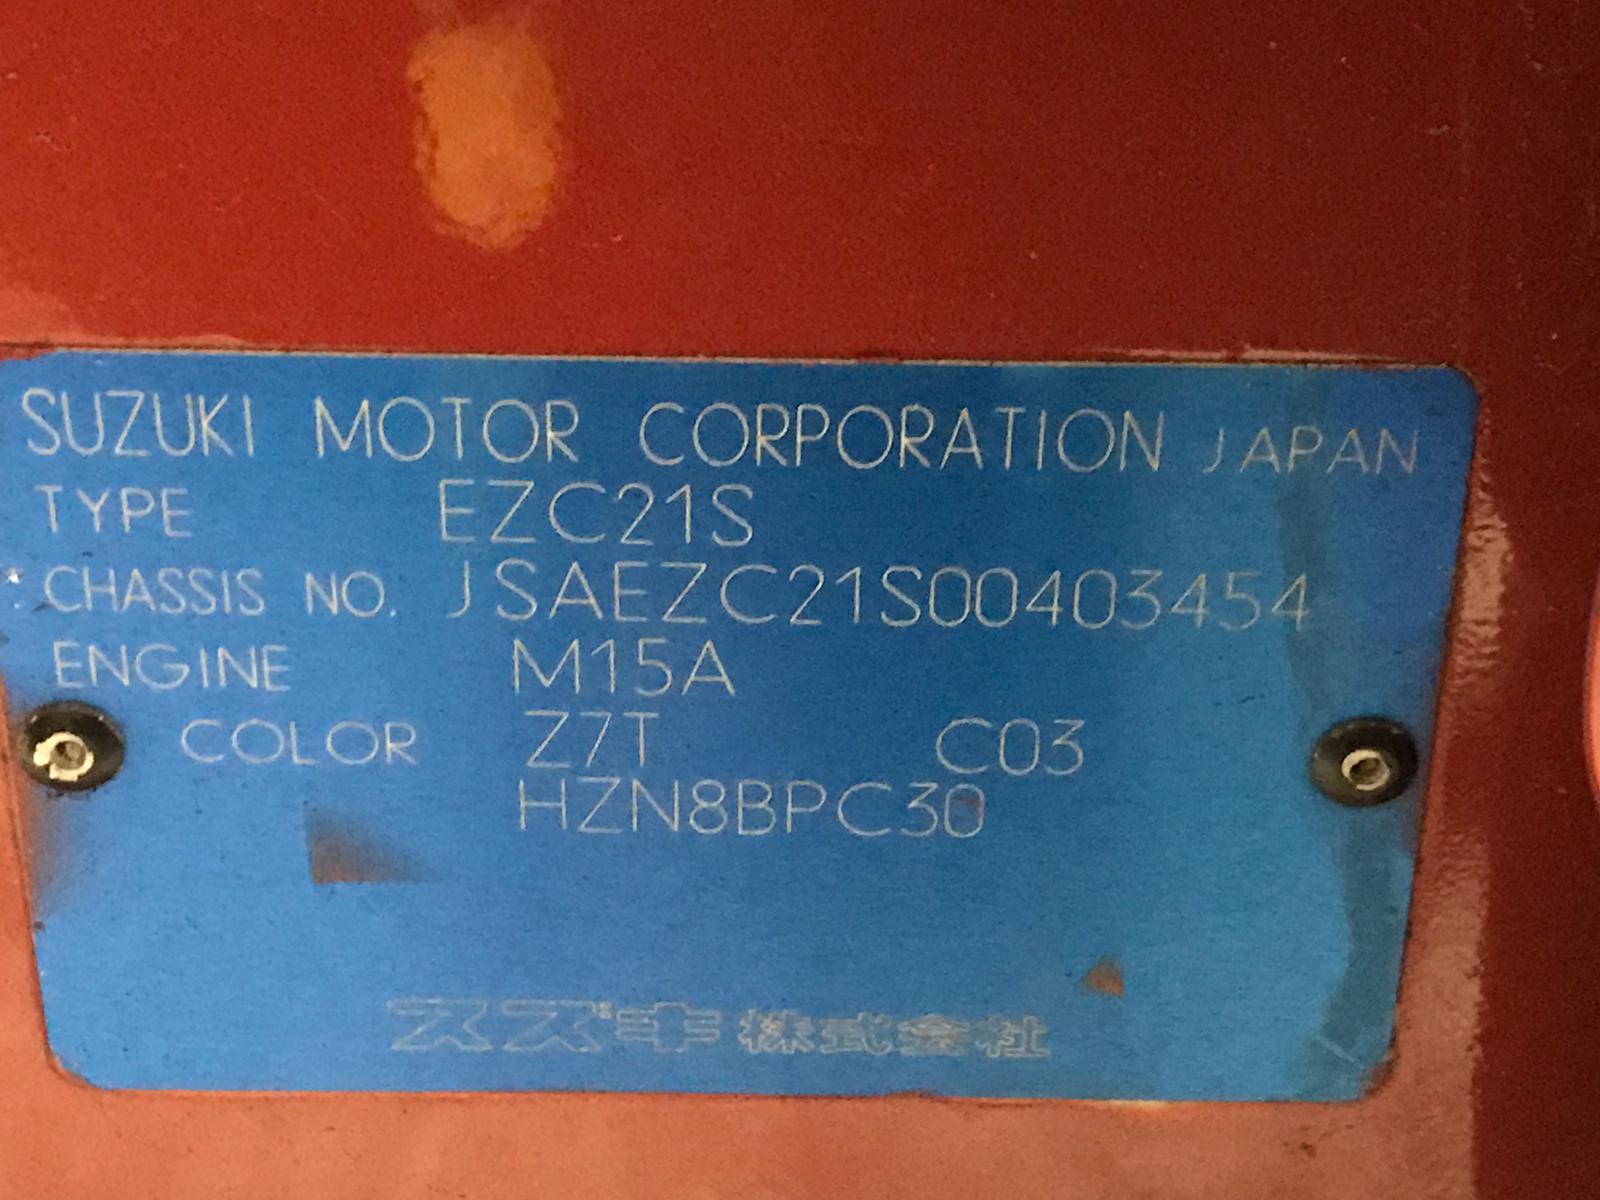 SUZUKI MOTOR CORPORATION JAPAN
TYPE EZC21S
CHASSIS NO. JSAEZC21S00403454
ENGINE M15A
COLOR Z7T C03
HZN8BPC30
スズキ株式会社